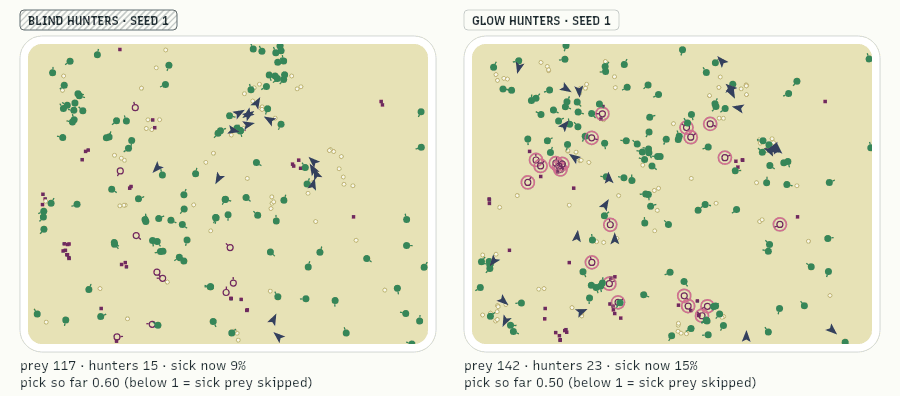 BLIND HUNTERS · SEED 1
GLOW HUNTERS · SEED 1
prey 117 · hunters 15 · sick now 9%
pick so far 0.60 (below 1 = sick prey skipped)
prey 142 · hunters 23 · sick now 15%
pick so far 0.50 (below 1 = sick prey skipped)